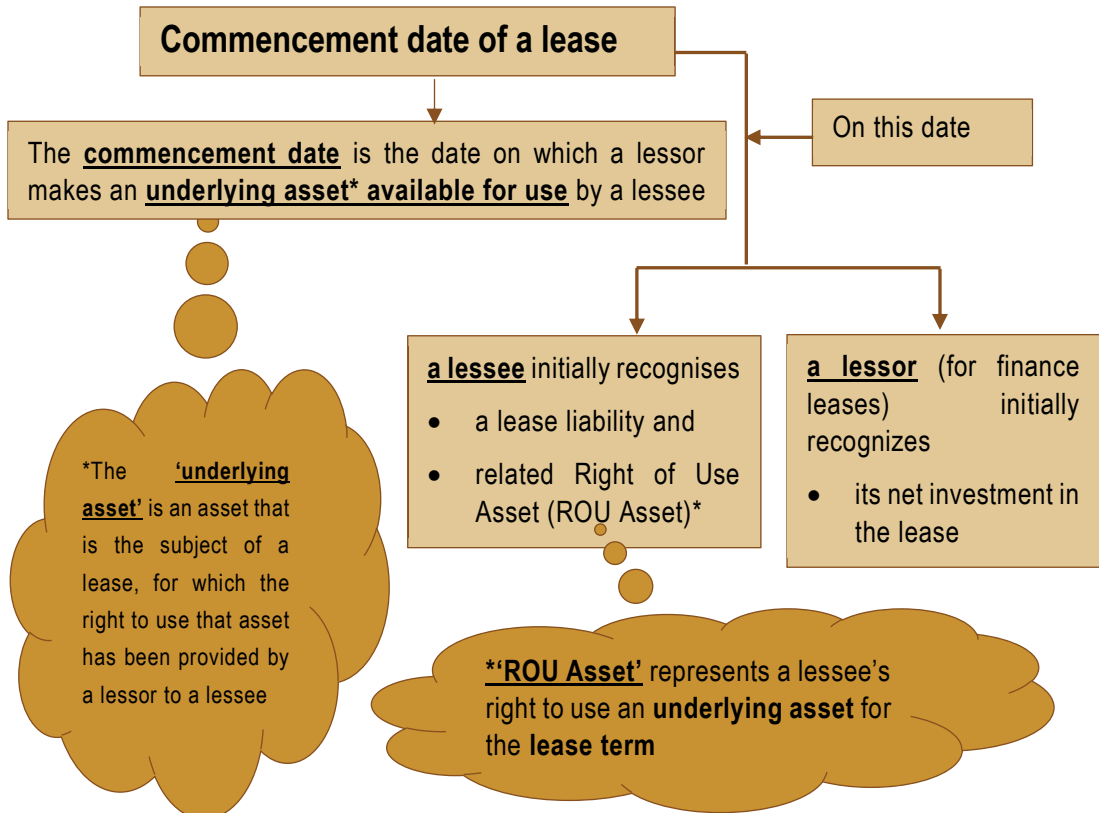 Commencement date of a lease
On this date
The commencement date is the date on which a lessor
makes an underlying asset* available for use by a lessee
a lessee initially recognises
• a lease liability and
• related Right of Use
Asset (ROU Asset)*
a lessor (for finance
leases) initially
recognizes
• its net investment in
the lease
*The ‘underlying
asset’ is an asset that
is the subject of a
lease, for which the
right to use that asset
has been provided by
a lessor to a lessee
*‘ROU Asset’ represents a lessee’s
right to use an underlying asset for
the lease term